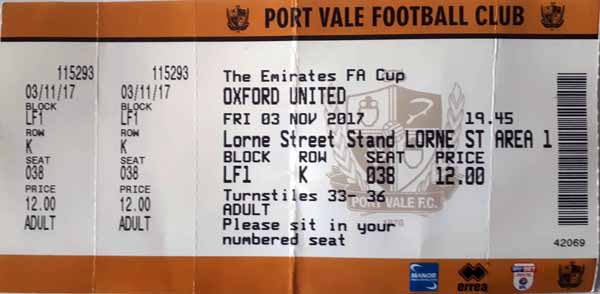 PORT VALE FOOTBALL CLUB
115293
03/11/17
BLOCK
LF1
ROW
K
SEAT
038
PRICE
12.00
ADULT
115293
03/11/17
BLOCK
LF1
ROW
K
SEAT
038
PRICE
12.00
ADULT
The Emirates FA Cup
OXFORD UNITED
FRI 03 NOV 2017 19.45
Lorne Street Stand LORNE ST AREA 1
BLOCK ROW SEAT PRICE
LF1 K 038 12.00
Turnstiles 33- 36
ADULT
Please sit in your
numbered seat
PORT VALE F.C.
1876
42069
errea
SKY BET